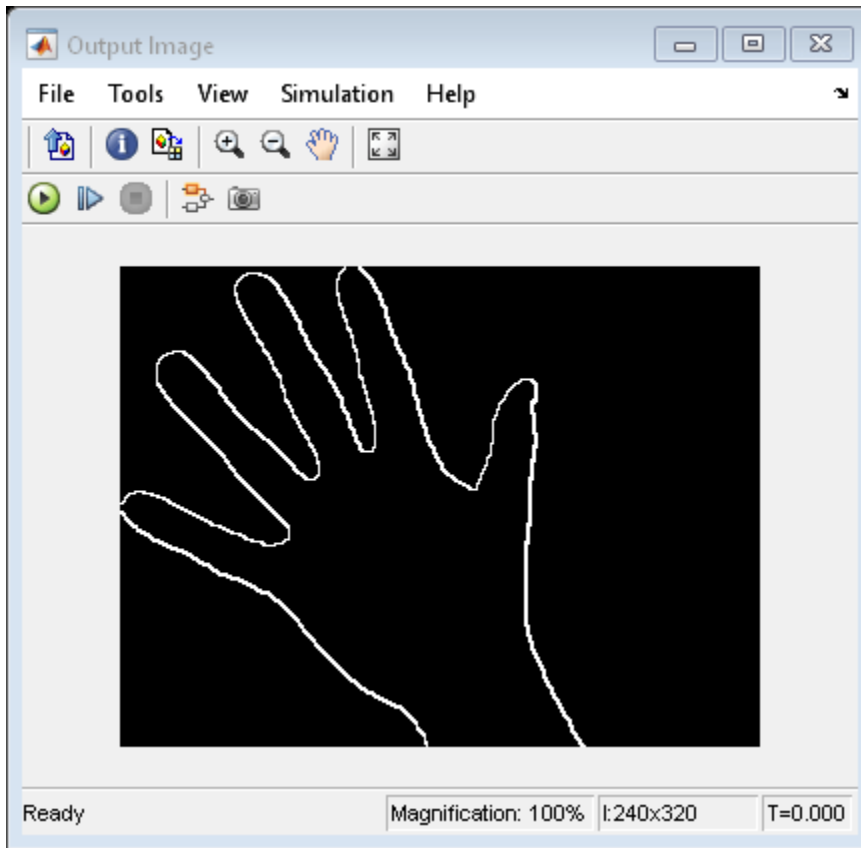 Output Image
File Tools View Simulation Help
Ready Magnification: 100% I:240x320 T=0.000